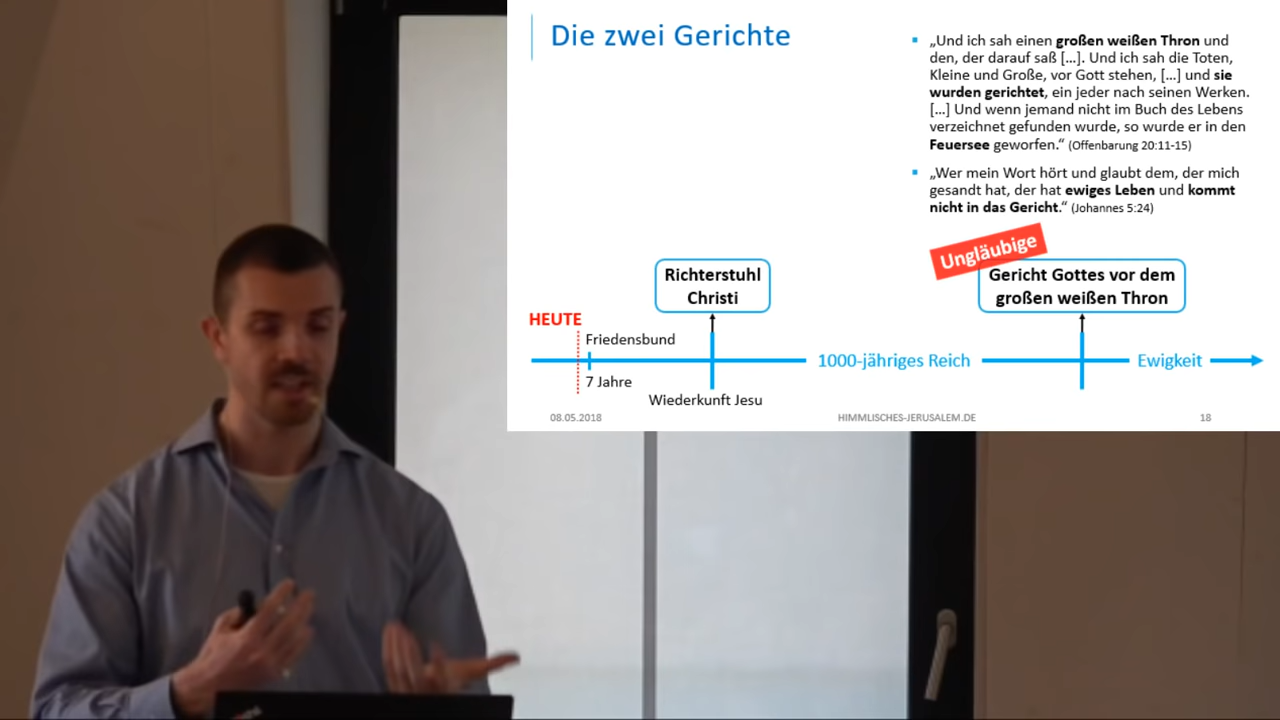 Die zwei Gerichte
„Und ich sah einen großen weißen Thron und
den, der darauf saß […]. Und ich sah die Toten,
Kleine und Große, vor Gott stehen, […] und sie
wurden gerichtet, ein jeder nach seinen Werken.
[…] Und wenn jemand nicht im Buch des Lebens
verzeichnet gefunden wurde, so wurde er in den
Feuersee geworfen.“ (Offenbarung 20:11-15)
„Wer mein Wort hört und glaubt dem, der mich
gesandt hat, der hat ewiges Leben und kommt
nicht in das Gericht.“ (Johannes 5:24)
Ungläubige
Richterstuhl
Christi
Gericht Gottes vor dem
großen weißen Thron
HEUTE
Friedensbund
1000-jähriges Reich
Ewigkeit
7 Jahre
Wiederkunft Jesu
08.05.2018
HIMMLISCHES-JERUSALEM.DE
18